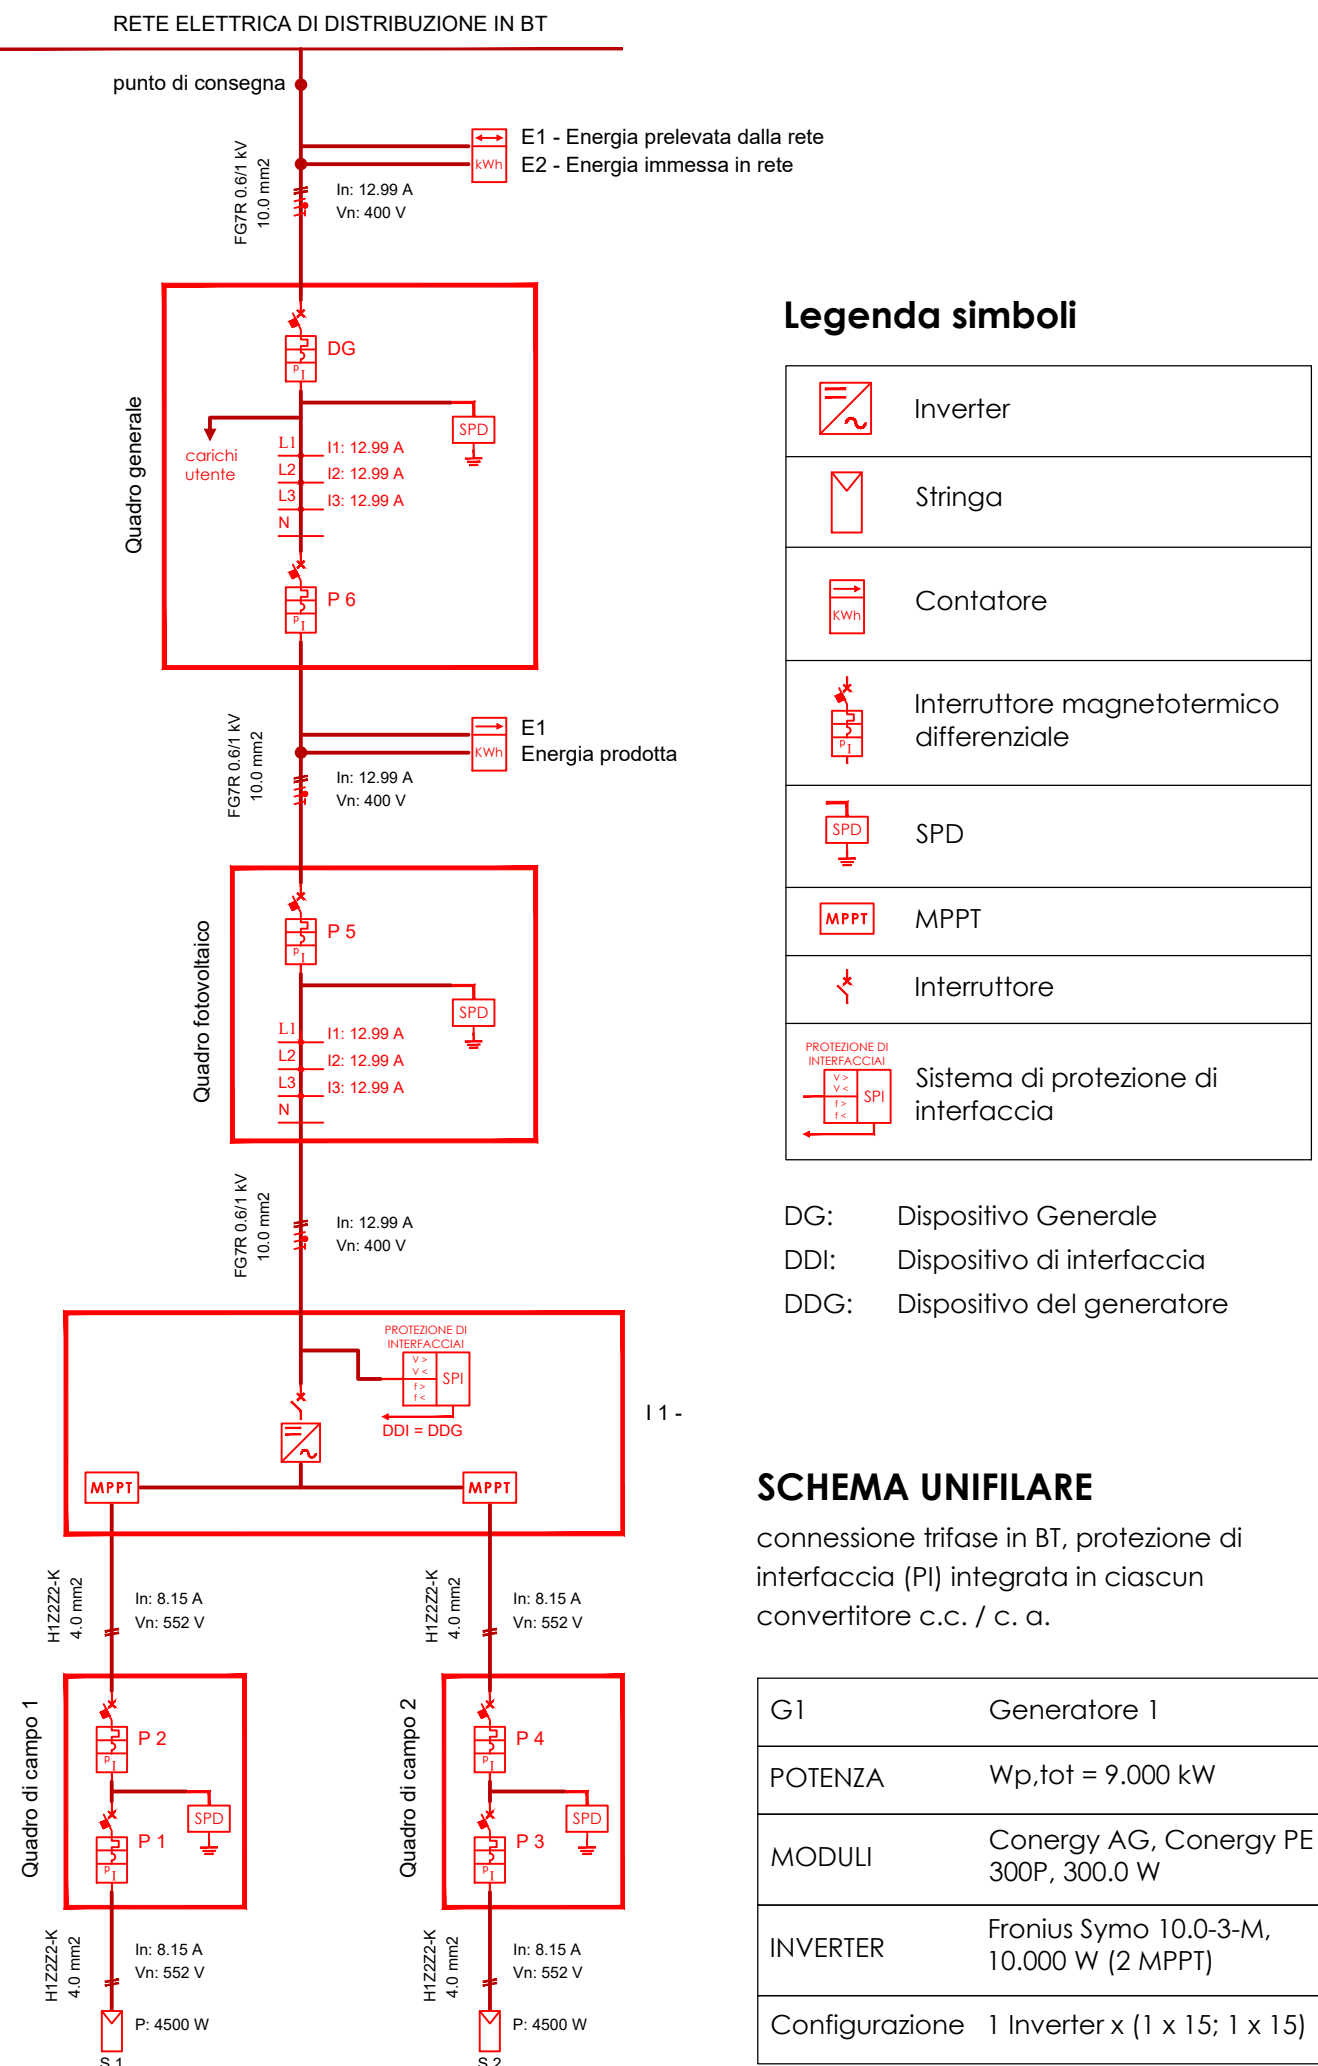 RETE ELETTRICA DI DISTRIBUZIONE IN BT
punto di consegna
E1 - Energia prelevata dalla rete
E2 - Energia immessa in rete
kWh
FG7R 0.6/1 kV
10.0 mm2
In: 12.99 A
Vn: 400 V
Quadro generale
DG
P I
SPD
carichi
utente
L1
I1: 12.99 A
L2
I2: 12.99 A
L3
I3: 12.99 A
N
P 6
P I
FG7R 0.6/1 kV
10.0 mm2
E1
Energia prodotta
KWh
In: 12.99 A
Vn: 400 V
Quadro fotovoltaico
P 5
P I
SPD
L1
I1: 12.99 A
L2
I2: 12.99 A
L3
I3: 12.99 A
N
FG7R 0.6/1 kV
10.0 mm2
In: 12.99 A
Vn: 400 V
PROTEZIONE DI
INTERFACCIAI
V >
V <
f >
f <
SPI
DDI = DDG
I 1 -
MPPT
MPPT
H1Z2Z2-K
4.0 mm2
In: 8.15 A
Vn: 552 V
H1Z2Z2-K
4.0 mm2
In: 8.15 A
Vn: 552 V
Quadro di campo 1
P 2
P I
SPD
P 1
P I
Quadro di campo 2
P 4
P I
SPD
P 3
P I
H1Z2Z2-K
4.0 mm2
In: 8.15 A
Vn: 552 V
H1Z2Z2-K
4.0 mm2
In: 8.15 A
Vn: 552 V
P: 4500 W
P: 4500 W
S 1
S 2
Legenda simboli
Inverter
Stringa
KWh
Contatore
P I
Interruttore magnetotermico
differenziale
SPD
SPD
MPPT
MPPT
Interruttore
PROTEZIONE DI
INTERFACCIAI
V >
V <
f >
f <
SPI
Sistema di protezione di
interfaccia
DG: Dispositivo Generale
DDI: Dispositivo di interfaccia
DDG: Dispositivo del generatore
SCHEMA UNIFILARE
connessione trifase in BT, protezione di
interfaccia (PI) integrata in ciascun
convertitore c.c. / c. a.
G1 Generatore 1
POTENZA Wp,tot = 9.000 kW
MODULI Conergy AG, Conergy PE
300P, 300.0 W
INVERTER Fronius Symo 10.0-3-M,
10.000 W (2 MPPT)
Configurazione 1 Inverter x (1 x 15; 1 x 15)